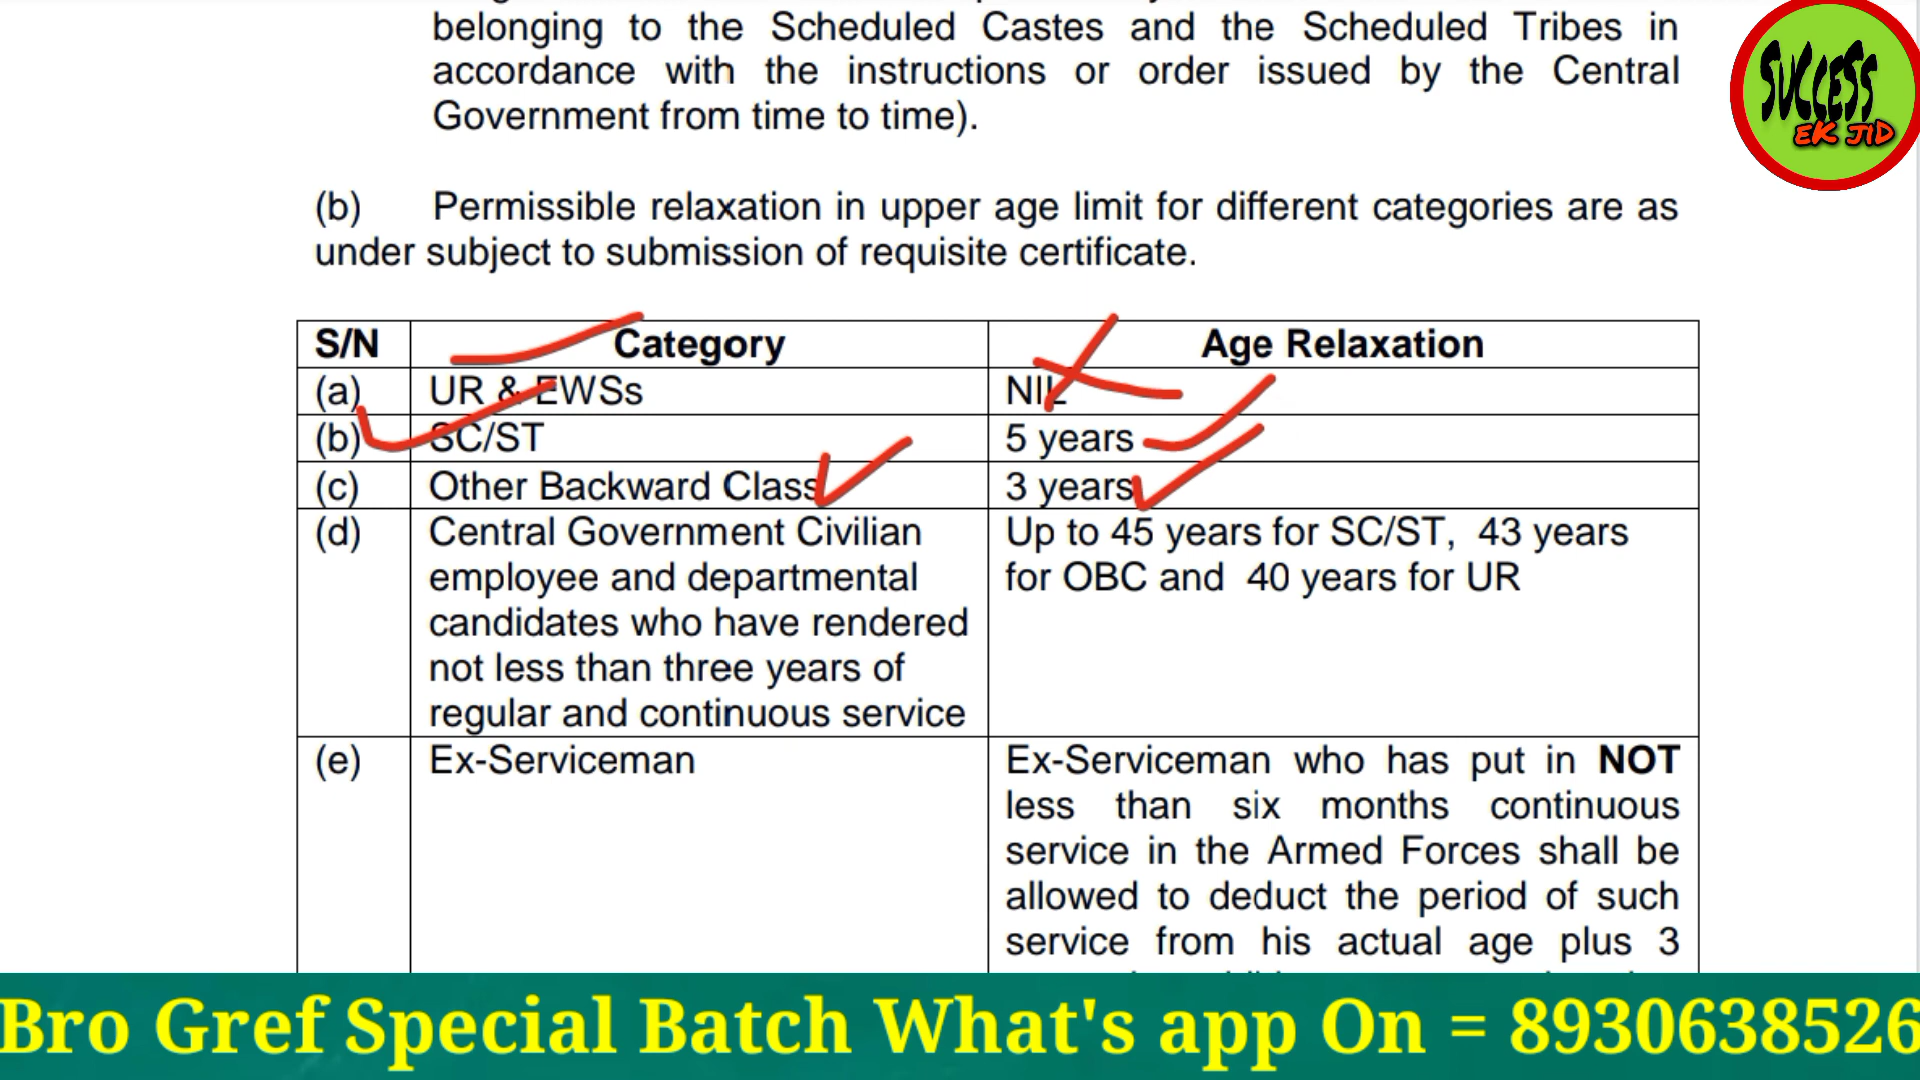 belonging to the Scheduled Castes and the Scheduled Tribes in
accordance with the instructions or order issued by the Central
Government from time to time).
SUCCESS
EK JID
(b) Permissible relaxation in upper age limit for different categories are as
under subject to submission of requisite certificate.
S/N Category Age Relaxation
(a) UR & EWSs NIL
(b) SC/ST 5 years
(c) Other Backward Class 3 years
(d) Central Government Civilian Up to 45 years for SC/ST, 43 years
employee and departmental for OBC and 40 years for UR
candidates who have rendered
not less than three years of
regular and continuous service
(e) Ex-Serviceman Ex-Serviceman who has put in NOT
less than six months continuous
service in the Armed Forces shall be
allowed to deduct the period of such
service from his actual age plus 3
Bro Gref Special Batch What's app On = 8930638526